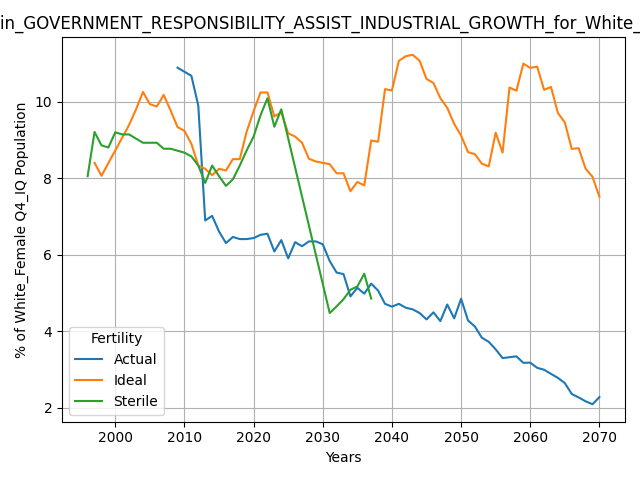 in_GOVERNMENT_RESPONSIBILITY_ASSIST_INDUSTRIAL_GROWTH_for_White_
% of White_Female Q4_IQ Population
10
8
6
4
2
Fertility
Actual
Ideal
Sterile
2000 2010 2020 2030 2040 2050 2060 2070
Years